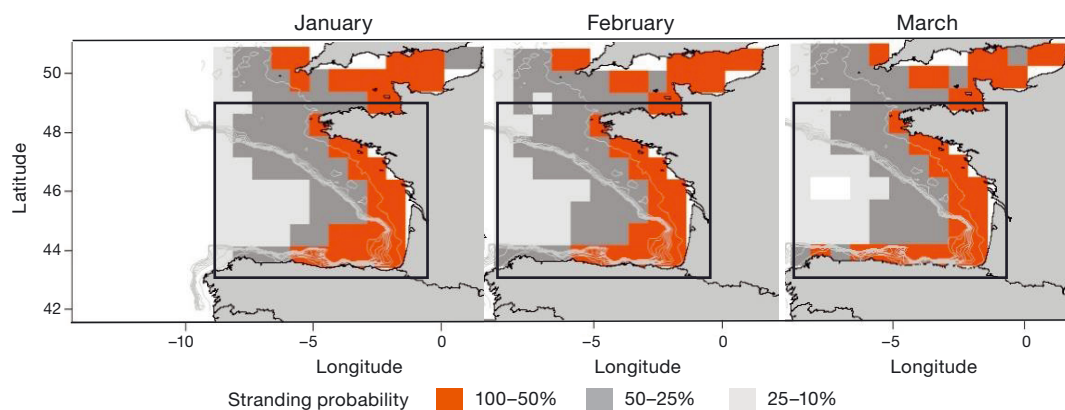 January February March
Latitude
50
48
46
44
42
−10 −5 0 −5 0 −5 0
Longitude Longitude Longitude
Stranding probability 100–50% 50–25% 25–10%